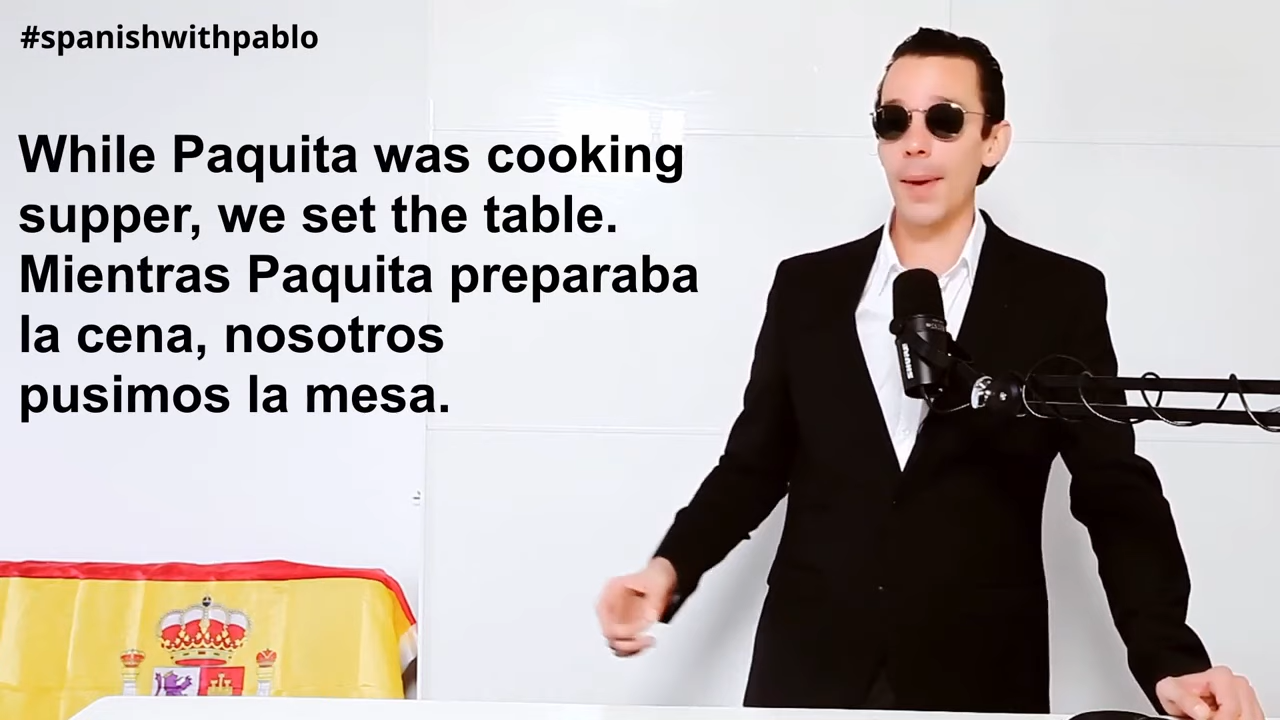 #spanishwithpablo
While Paquita was cooking
supper, we set the table.
Mientras Paquita preparaba
la cena, nosotros
pusimos la mesa.
SHURE